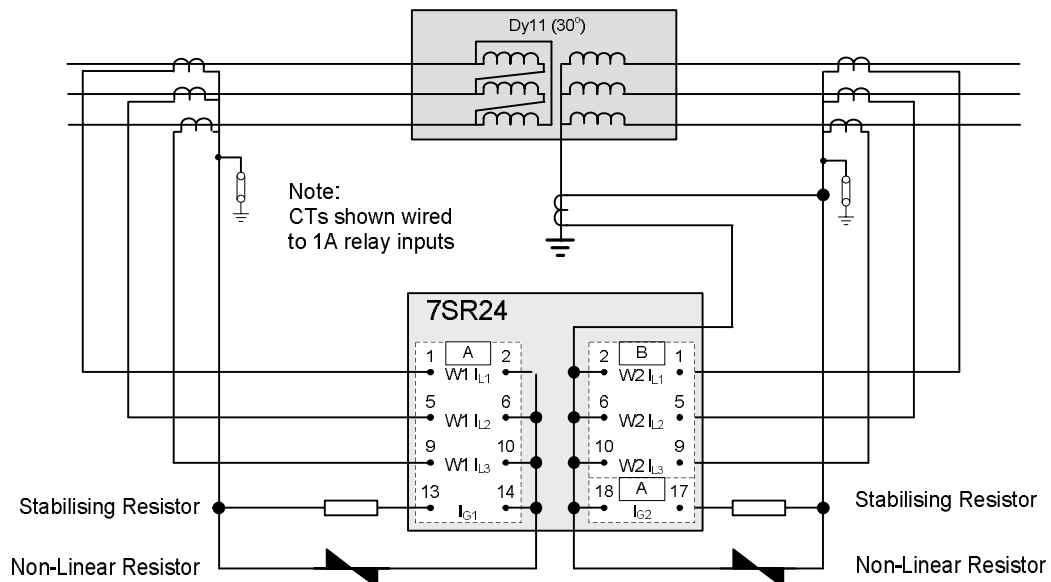 Dy11 (30°)
Note:
CTs shown wired
to 1A relay inputs
7SR24
1 A 2 2 B 1
W1 IL1 W2 IL1
5 6 6 5
W1 IL2 W2 IL2
9 10 10 9
W1 IL3 W2 IL3
13 14 18 A 17
IG1 IG2
Stabilising Resistor Stabilising Resistor
Non-Linear Resistor Non-Linear Resistor